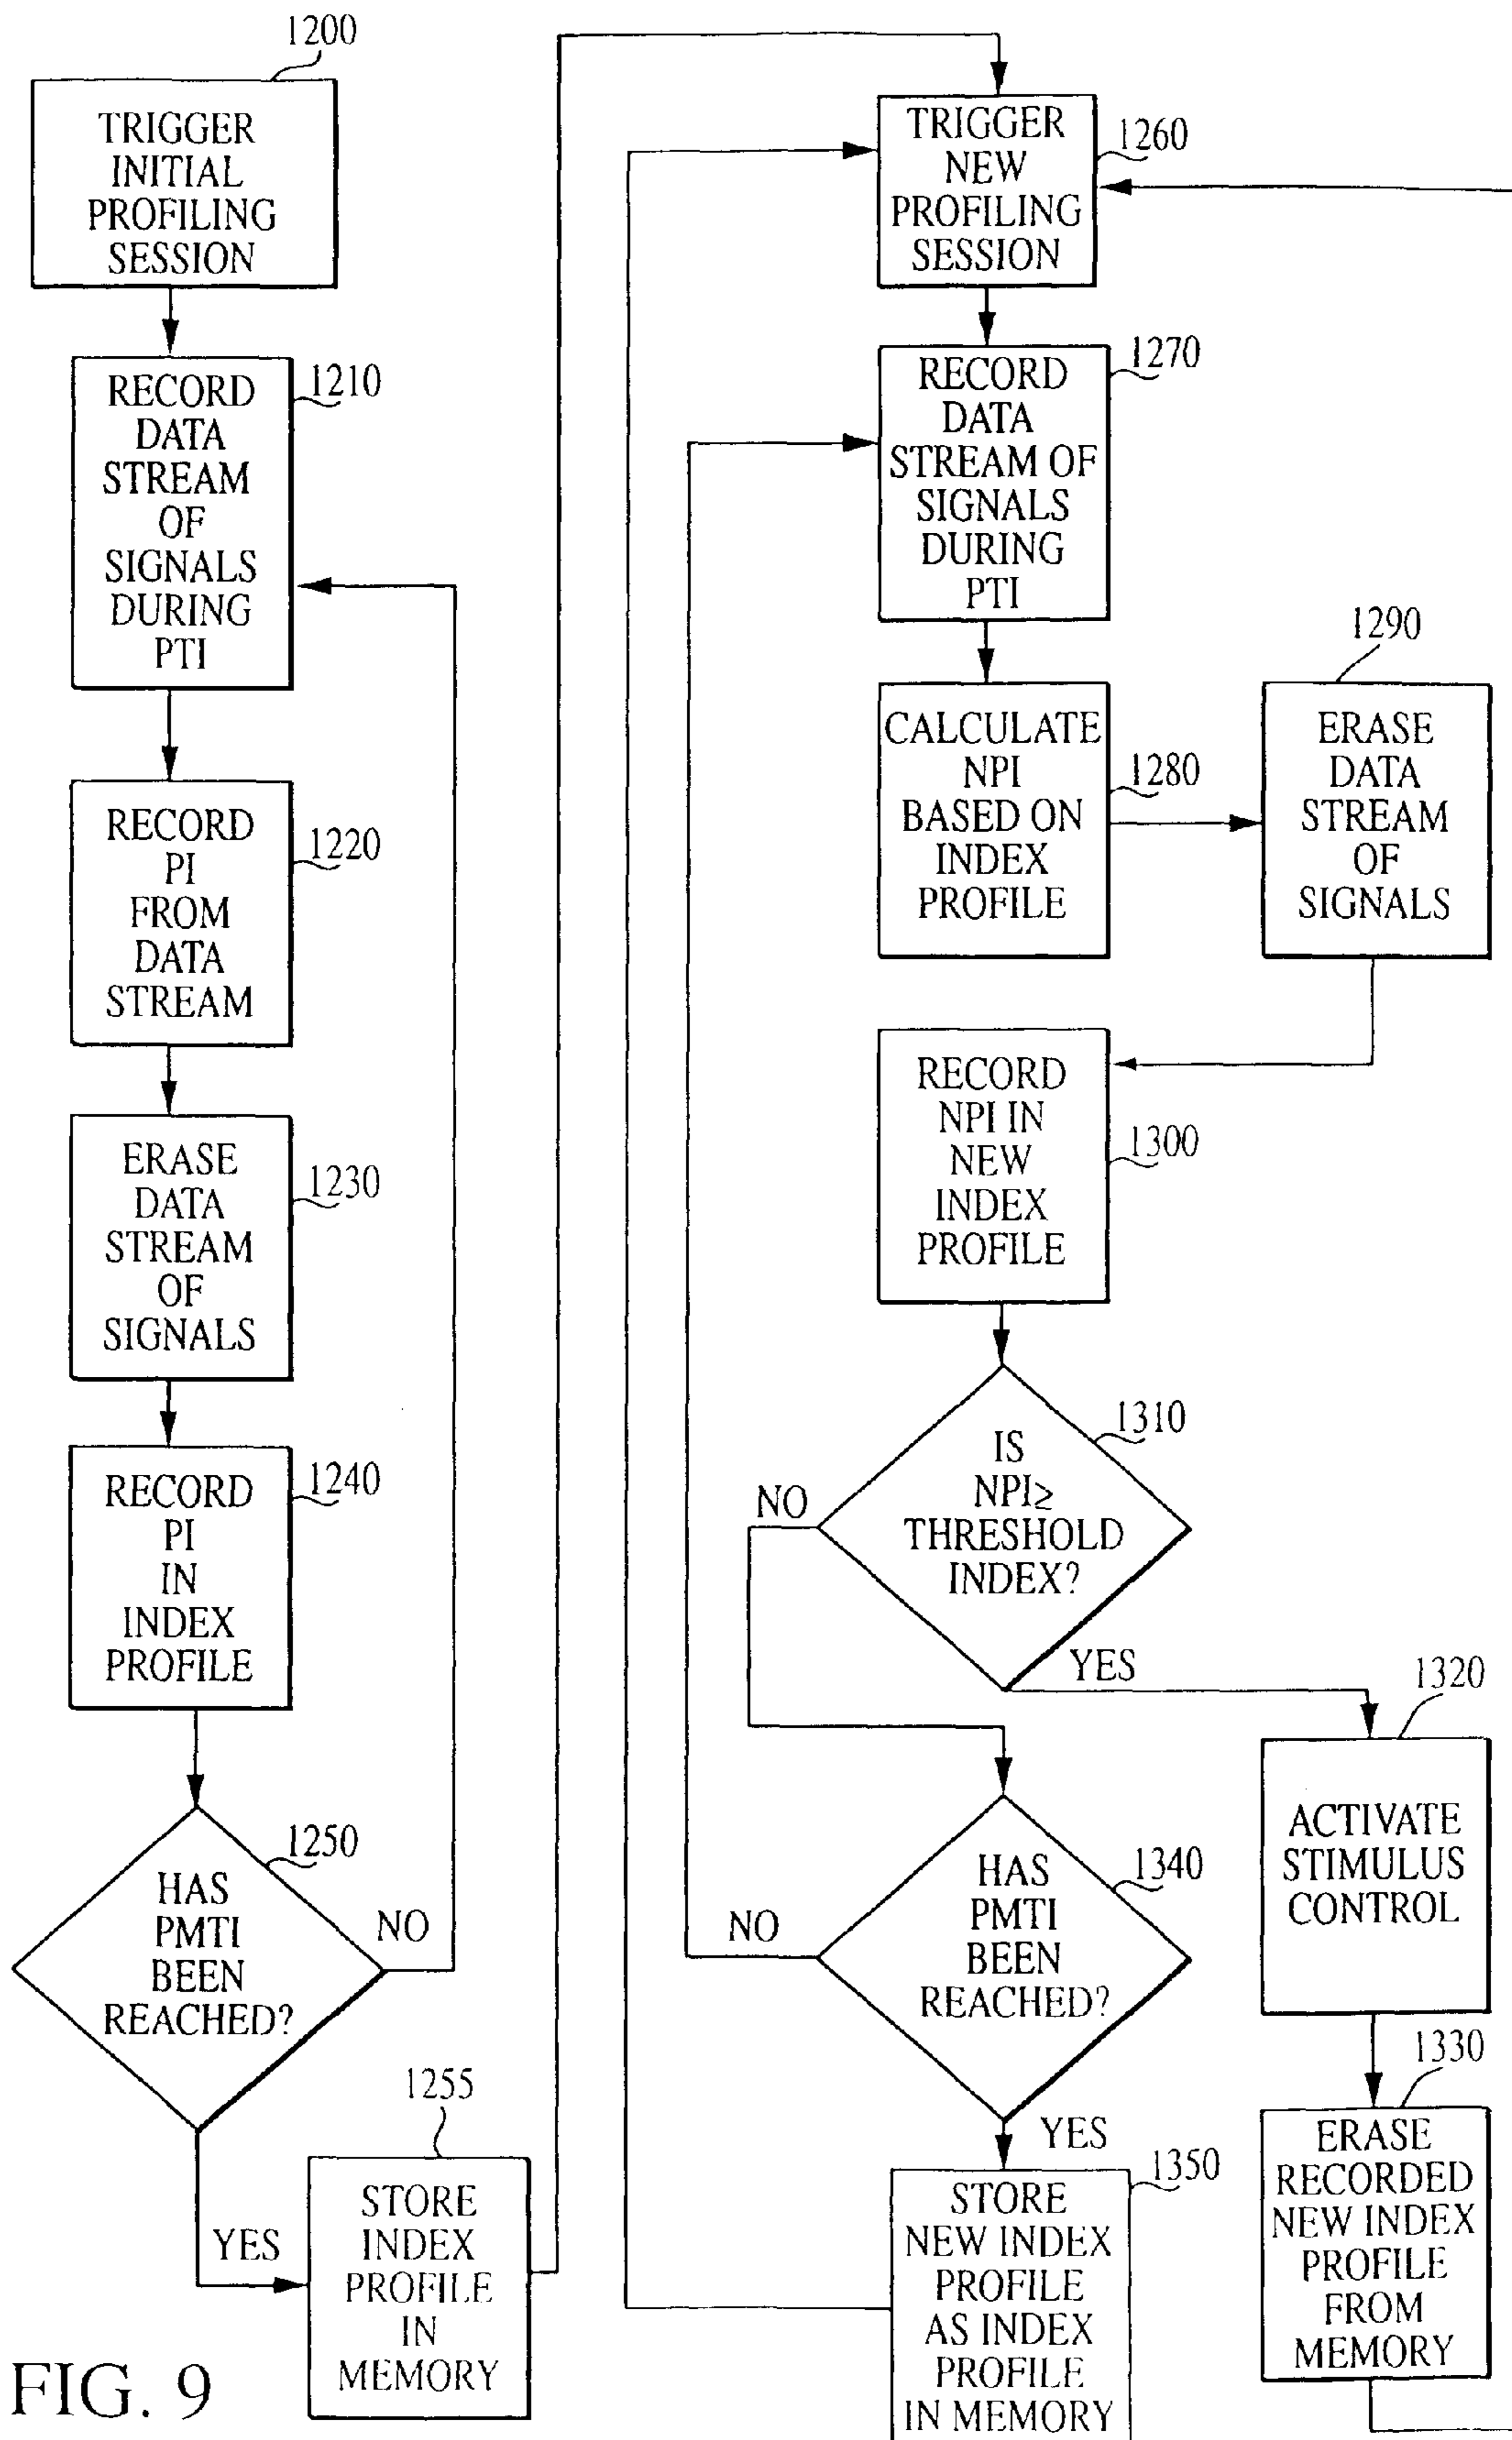 1200
TRIGGER
INITIAL
PROFILING
SESSION
1210
RECORD
DATA
STREAM
OF
SIGNALS
DURING
PTI
1220
RECORD
PI
FROM
DATA
STREAM
1230
ERASE
DATA
STREAM
OF
SIGNALS
1240
RECORD
PI
IN
INDEX
PROFILE
1250
HAS
PMTI
BEEN
REACHED?
NO
YES
1255
STORE
INDEX
PROFILE
IN
MEMORY
1260
TRIGGER
NEW
PROFILING
SESSION
1270
RECORD
DATA
STREAM OF
SIGNALS
DURING
PTI
1280
CALCULATE
NPI
BASED ON
INDEX
PROFILE
1290
ERASE
DATA
STREAM
OF
SIGNALS
1300
RECORD
NPI IN
NEW
INDEX
PROFILE
1310
IS
NPI≥
THRESHOLD
INDEX?
NO
YES
1320
ACTIVATE
STIMULUS
CONTROL
1330
ERASE
RECORDED
NEW INDEX
PROFILE
FROM
MEMORY
1340
HAS
PMTI
BEEN
REACHED?
NO
YES
1350
STORE
NEW INDEX
PROFILE
AS INDEX
PROFILE
IN MEMORY
FIG. 9